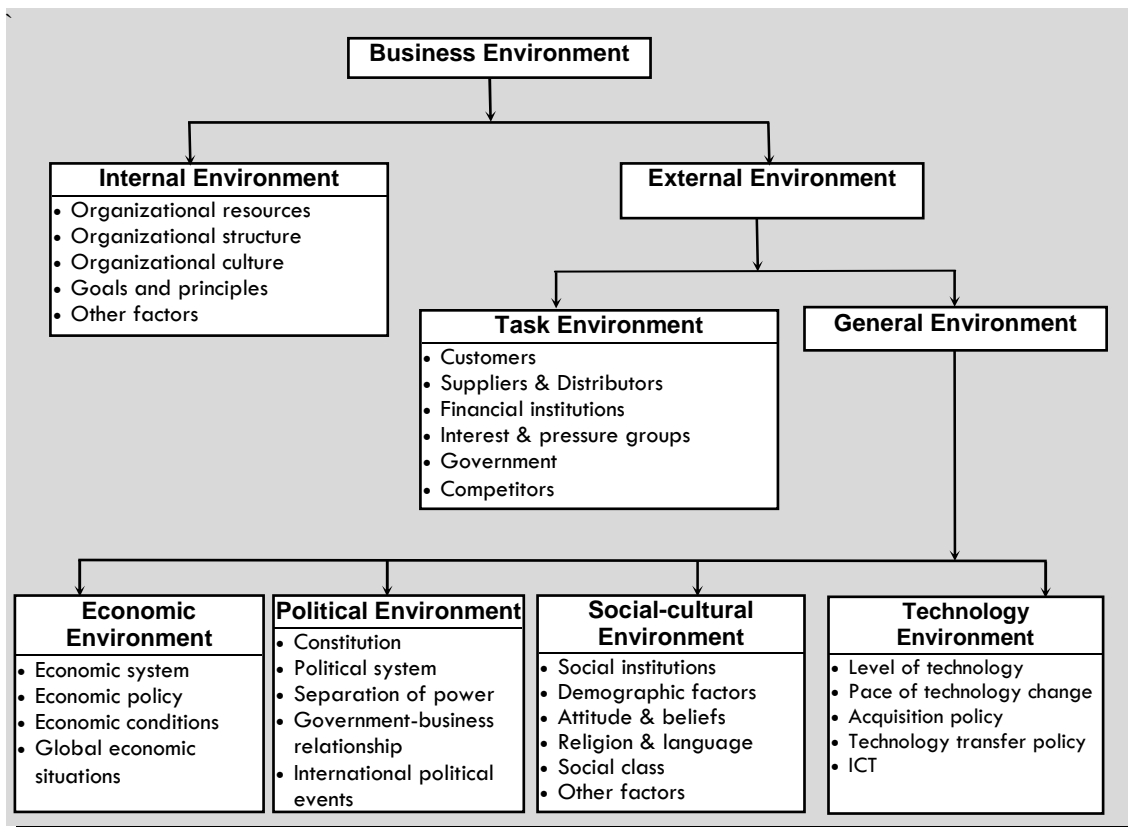 `
Business Environment
Internal Environment
• Organizational resources
• Organizational structure
• Organizational culture
• Goals and principles
• Other factors
External Environment
Task Environment
• Customers
• Suppliers & Distributors
• Financial institutions
• Interest & pressure groups
• Government
• Competitors
General Environment
Economic
Environment
• Economic system
• Economic policy
• Economic conditions
• Global economic
situations
Political Environment
• Constitution
• Political system
• Separation of power
• Government-business
relationship
• International political
events
Social-cultural
Environment
• Social institutions
• Demographic factors
• Attitude & beliefs
• Religion & language
• Social class
• Other factors
Technology
Environment
• Level of technology
• Pace of technology change
• Acquisition policy
• Technology transfer policy
• ICT